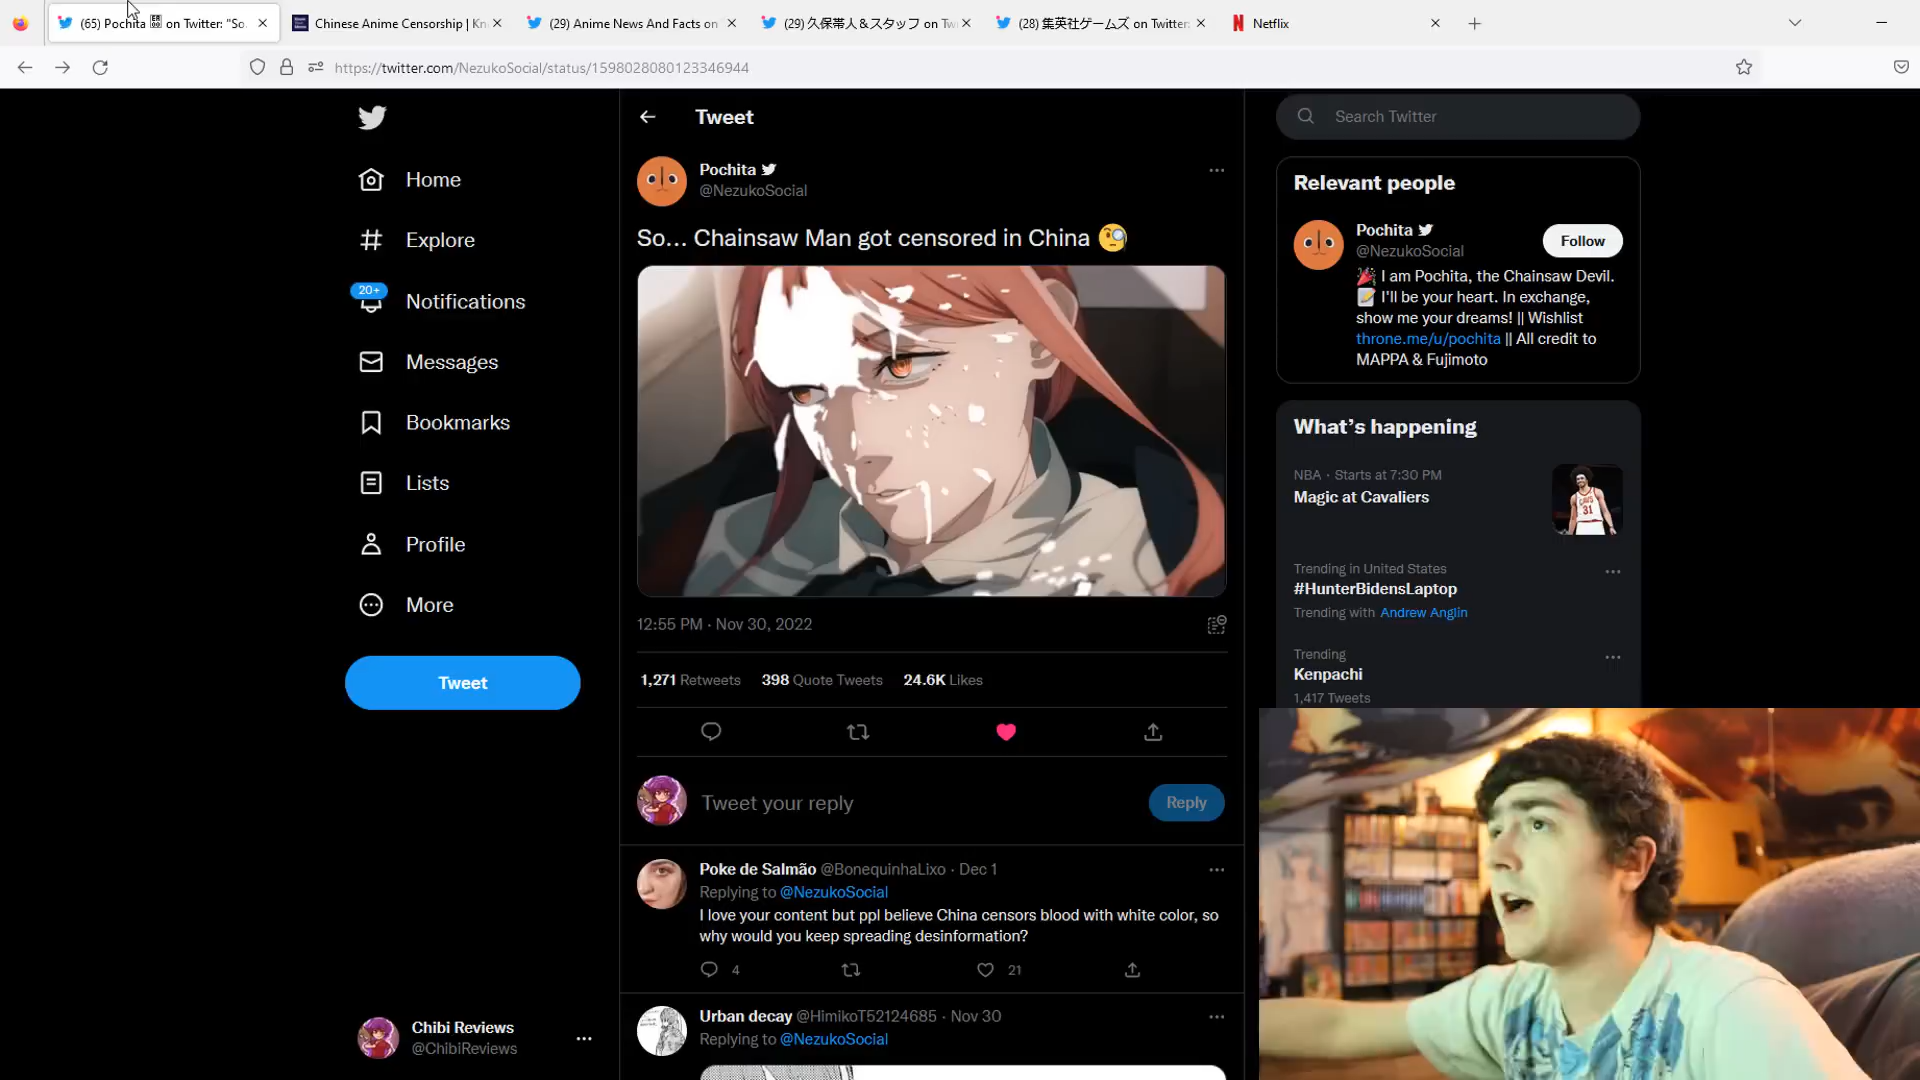 (65) Pochita on Twitter: "So.
Chinese Anime Censorship | Kn
(29) Anime News And Facts on
(29) 久保帯人&スタッフ on Tw
(28) 集英社ゲームズ on Twitter:
Netflix
https://twitter.com/NezukoSocial/status/1598028080123346944
Home
Explore
20+
Notifications
Messages
Bookmarks
Lists
Profile
More
Tweet
Chibi Reviews
@ChibiReviews
Tweet
Pochita
@NezukoSocial
So... Chainsaw Man got censored in China
12:55 PM · Nov 30, 2022
1,271 Retweets 398 Quote Tweets 24.6K Likes
Tweet your reply
Reply
Poke de Salmão @BonequinhaLixo · Dec 1
Replying to @NezukoSocial
I love your content but ppl believe China censors blood with white color, so
why would you keep spreading desinformation?
4
21
Urban decay @HimikoT52124685 · Nov 30
Replying to @NezukoSocial
Search Twitter
Relevant people
Pochita
@NezukoSocial
Follow
I am Pochita, the Chainsaw Devil.
I'll be your heart. In exchange,
show me your dreams! || Wishlist
throne.me/u/pochita || All credit to
MAPPA & Fujimoto
What's happening
NBA · Starts at 7:30 PM
Magic at Cavaliers
Trending in United States
#HunterBidensLaptop
Trending with Andrew Anglin
Trending
Kenpachi
1,417 Tweets